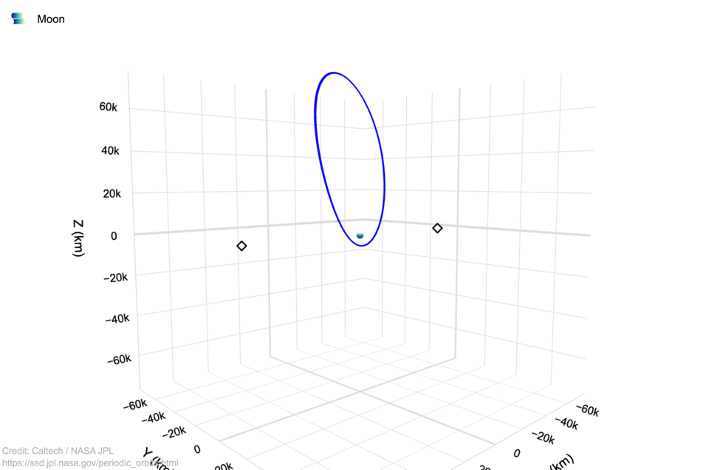 Moon
60k
40k
20k
0
−20k
−40k
−60k
Z (km)
−60k
−40k
−20k
0
−60k
−40k
−20k
0
(km)
Credit: Caltech / NASA JPL
https://ssd.jpl.nasa.gov/periodic_orbits.html